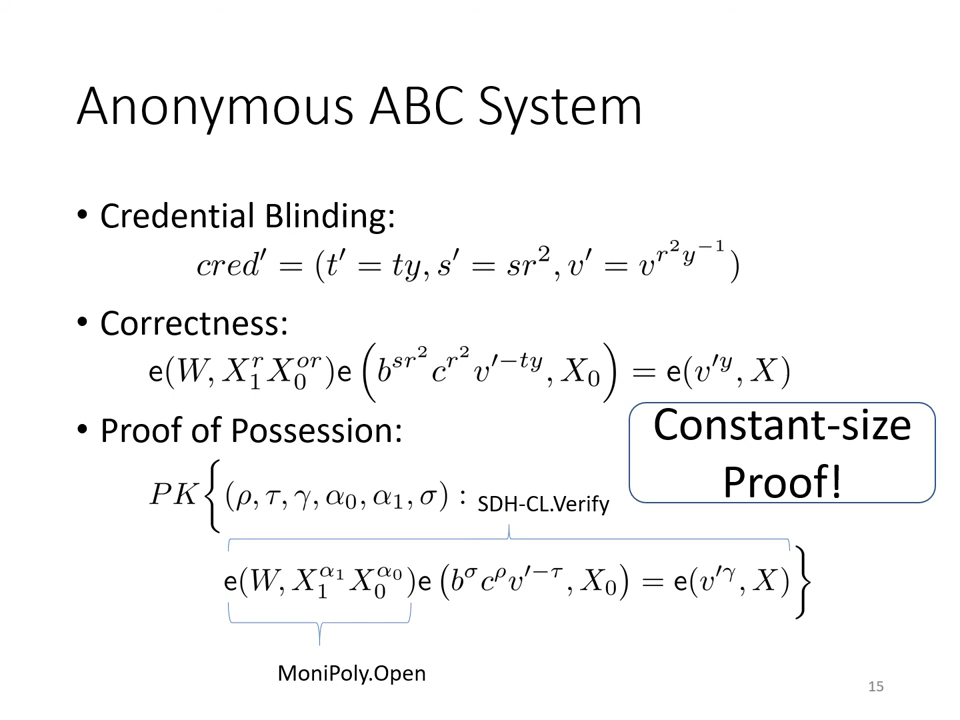 Anonymous ABC System
• Credential Blinding:
cred′ = (t′ = ty, s′ = sr², v′ = v^{r²y⁻¹})
• Correctness:
e(W, X₁^r X₀^{or})e(b^{sr²} c^{r²} v′^{−ty}, X₀) = e(v′^y, X)
• Proof of Possession:
Constant-size
Proof!
PK{(ρ, τ, γ, α₀, α₁, σ) :
SDH-CL.Verify
e(W, X₁^{α₁} X₀^{α₀})e(b^σ c^ρ v′^{−τ}, X₀) = e(v′^γ, X)}
MoniPoly.Open
15